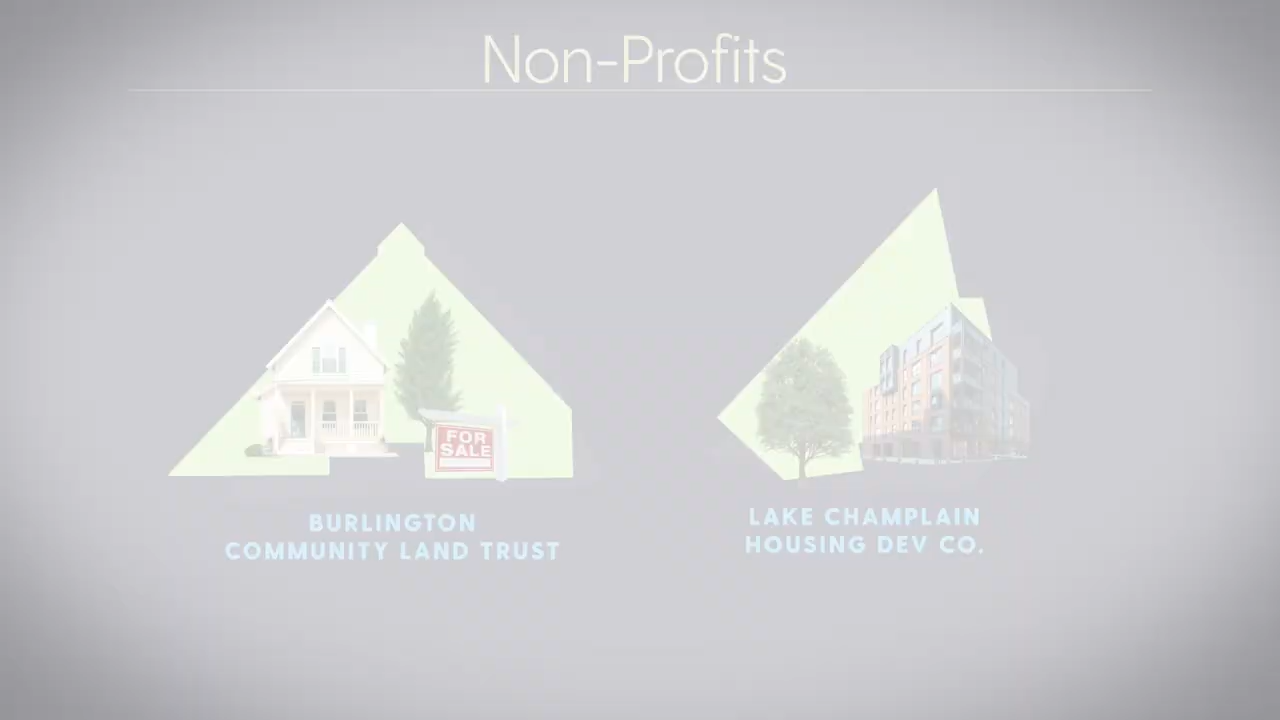 Non-Profits
FOR
SALE
BURLINGTON
COMMUNITY LAND TRUST
LAKE CHAMPLAIN
HOUSING DEV CO.